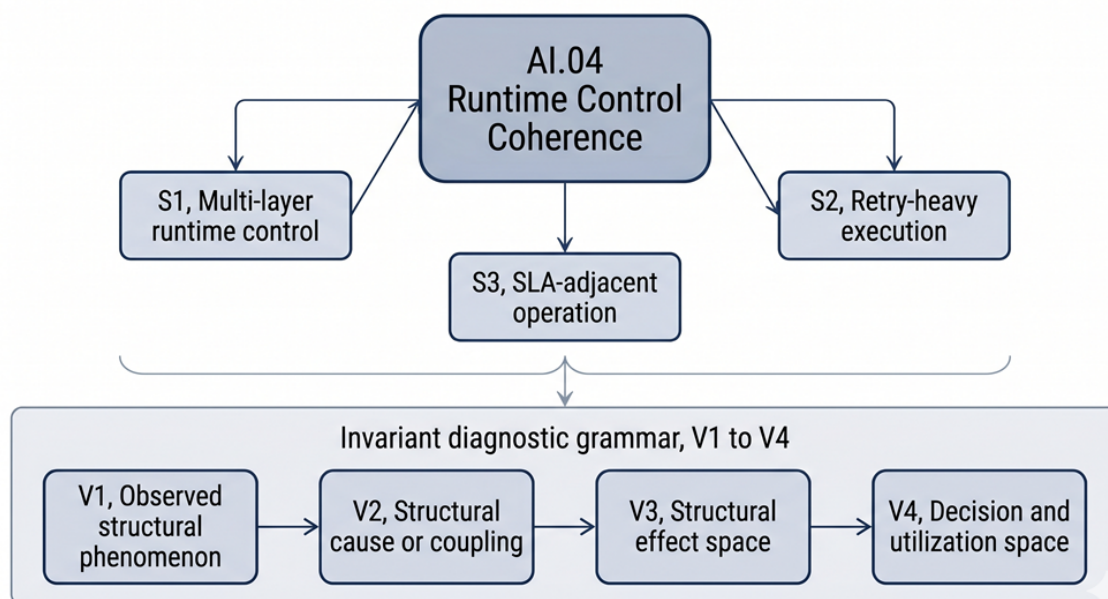 AI.04
Runtime Control
Coherence
S1, Multi-layer
runtime control
S2, Retry-heavy
execution
S3, SLA-adjacent
operation
Invariant diagnostic grammar, V1 to V4
V1, Observed
structural
phenomenon
V2, Structural
cause or coupling
V3, Structural
effect space
V4, Decision and
utilization space